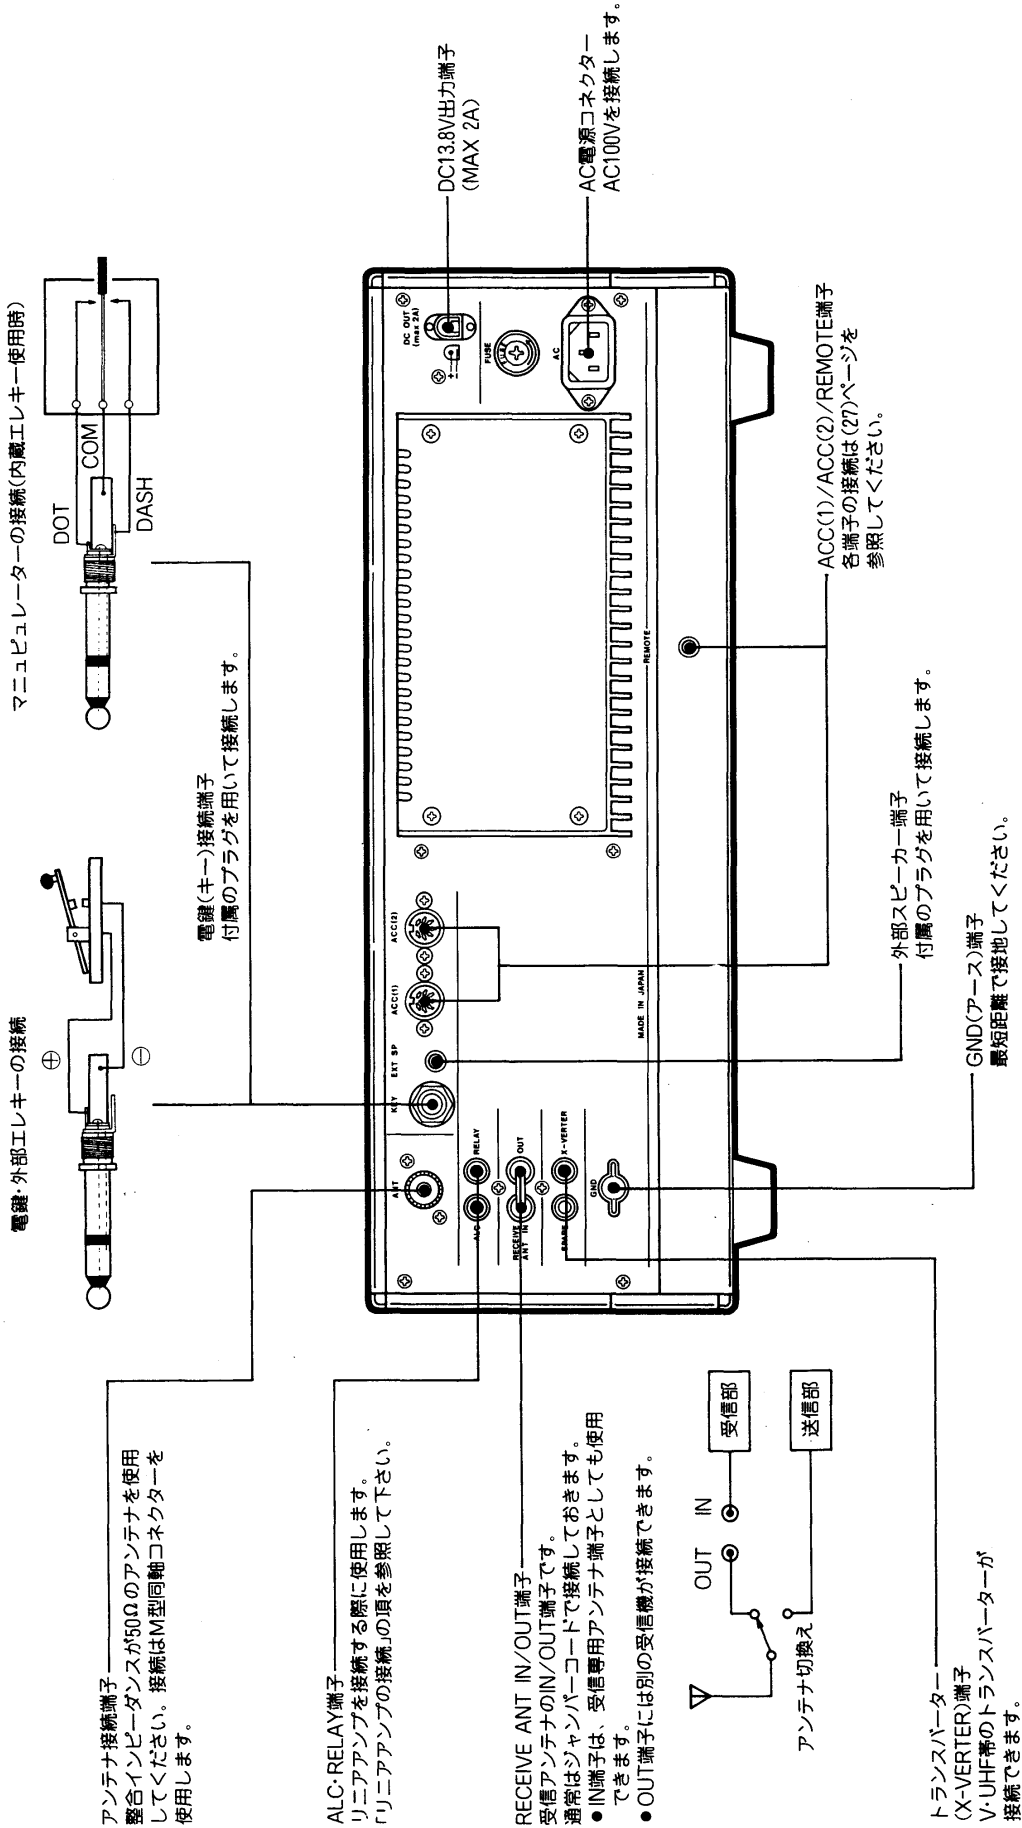 電鍵・外部エレキーの接続
マニュピュレーターの接続(内蔵エレキー使用時)
⊕
⊖
DOT
COM
DASH
電鍵(キー)接続端子
付属のプラグを用いて接続します。
アンテナ接続端子
整合インピーダンスが50Ωのアンテナを使用
してください。接続はM型同軸コネクターを
使用します。
ALC・RELAY端子
リニアアンプを接続する際に使用します。
「リニアアンプの接続」の項を参照して下さい。
RECEIVE ANT IN/OUT端子
受信アンテナのIN/OUT端子です。
通常はジャンパーコードで接続しておきます。
●IN端子は、受信専用アンテナ端子としても使用
できます。
●OUT端子には別の受信機が接続できます。
OUT IN
受信部
送信部
アンテナ切換え
トランスバーター
(X-VERTER)端子
V・UHF帯のトランスバーターが
接続できます。
ANT
KEY
EXT SP
ACC(1)
ACC(2)
ALC
RELAY
RECEIVE
ANT IN
OUT
SPARE
X-VERTER
GND
MADE IN JAPAN
REMOTE
DC OUT
(max 2A)
+
−
FUSE
AC
DC13.8V出力端子
(MAX 2A)
AC電源コネクター
AC100Vを接続します。
ACC(1)/ACC(2)/REMOTE端子
各端子の接続は(27)ページを
参照してください。
外部スピーカー端子
付属のプラグを用いて接続します。
GND(アース)端子
最短距離で接地してください。